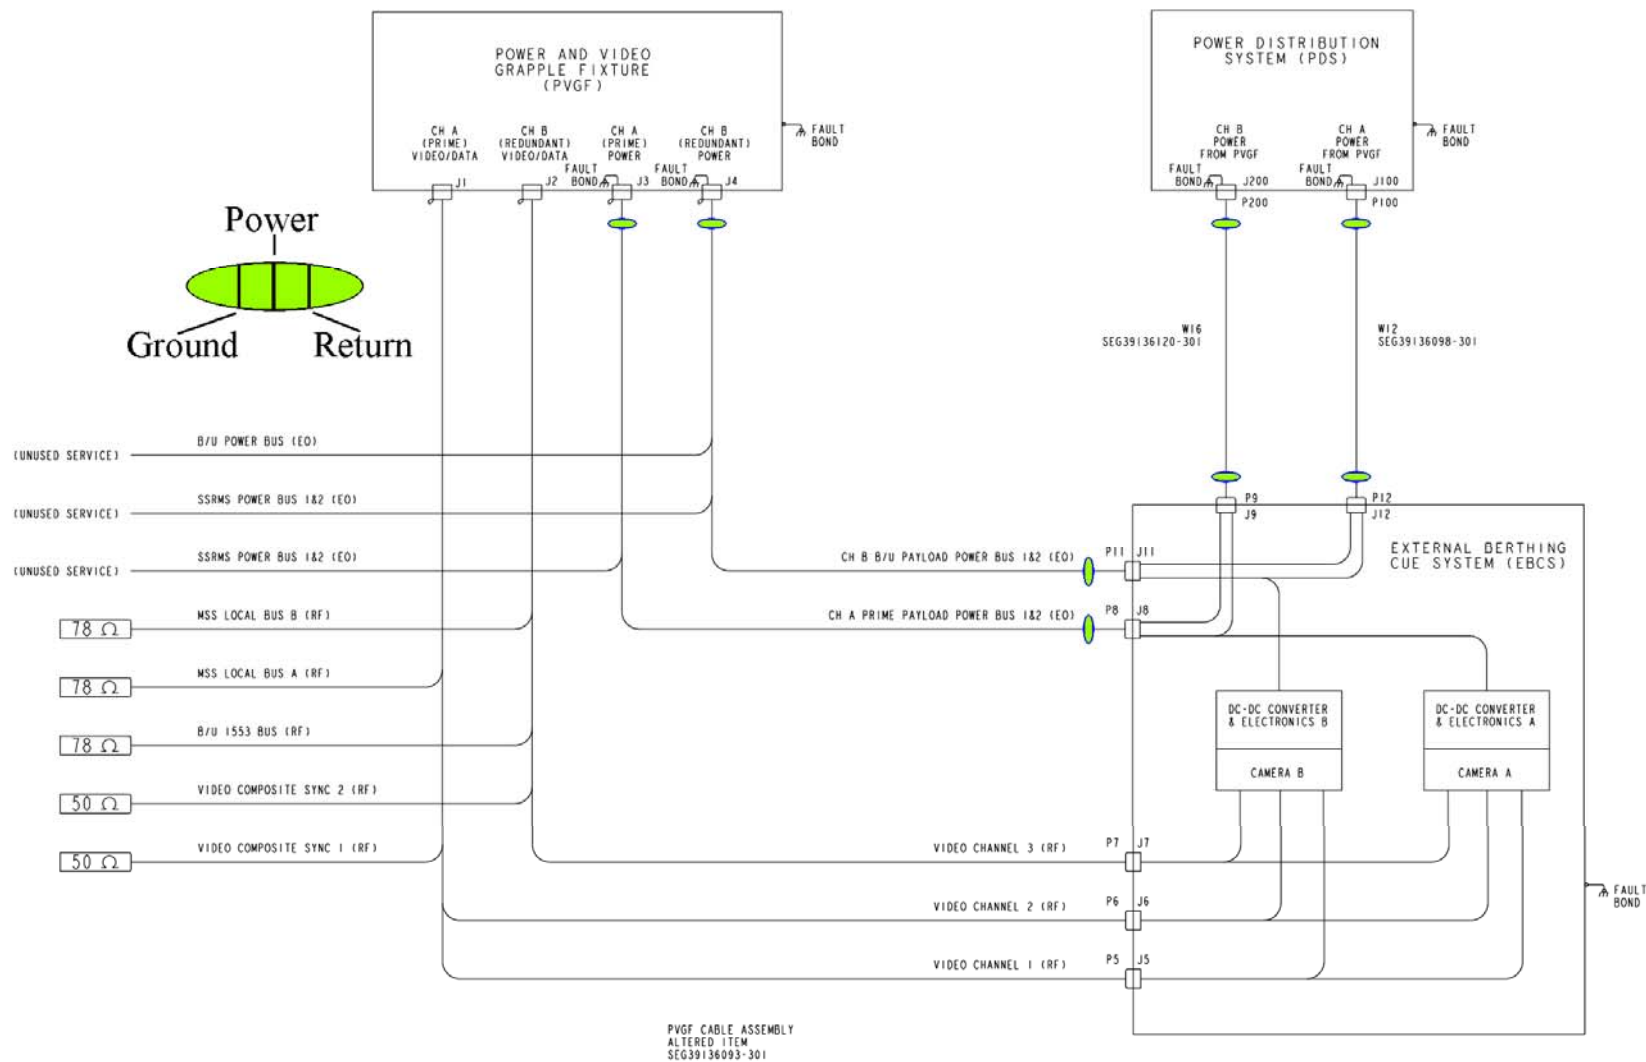 POWER AND VIDEO
GRAPPLE FIXTURE
(PVGF)
CH A
(PRIME)
VIDEO/DATA
CH B
(REDUNDANT)
VIDEO/DATA
CH A
(PRIME)
POWER
CH B
(REDUNDANT)
POWER
FAULT
BOND
FAULT
BOND
FAULT
BOND
J1
J2
J3
J4
POWER DISTRIBUTION
SYSTEM (PDS)
CH B
POWER
FROM PVGF
CH A
POWER
FROM PVGF
FAULT
BOND
FAULT
BOND
FAULT
BOND
J200
P200
J100
P100
Power
Ground
Return
W16
SEG39136120-301
W12
SEG39136098-301
(UNUSED SERVICE)
B/U POWER BUS (EO)
(UNUSED SERVICE)
SSRMS POWER BUS 1&2 (EO)
(UNUSED SERVICE)
SSRMS POWER BUS 1&2 (EO)
78 Ω
MSS LOCAL BUS B (RF)
78 Ω
MSS LOCAL BUS A (RF)
78 Ω
B/U 1553 BUS (RF)
50 Ω
VIDEO COMPOSITE SYNC 2 (RF)
50 Ω
VIDEO COMPOSITE SYNC 1 (RF)
P9
J9
P12
J12
EXTERNAL BERTHING
CUE SYSTEM (EBCS)
CH B B/U PAYLOAD POWER BUS 1&2 (EO)
P11
J11
CH A PRIME PAYLOAD POWER BUS 1&2 (EO)
P8
J8
DC-DC CONVERTER
& ELECTRONICS B
CAMERA B
DC-DC CONVERTER
& ELECTRONICS A
CAMERA A
VIDEO CHANNEL 3 (RF)
P7
J7
VIDEO CHANNEL 2 (RF)
P6
J6
VIDEO CHANNEL 1 (RF)
P5
J5
FAULT
BOND
PVGF CABLE ASSEMBLY
ALTERED ITEM
SEG39136093-301